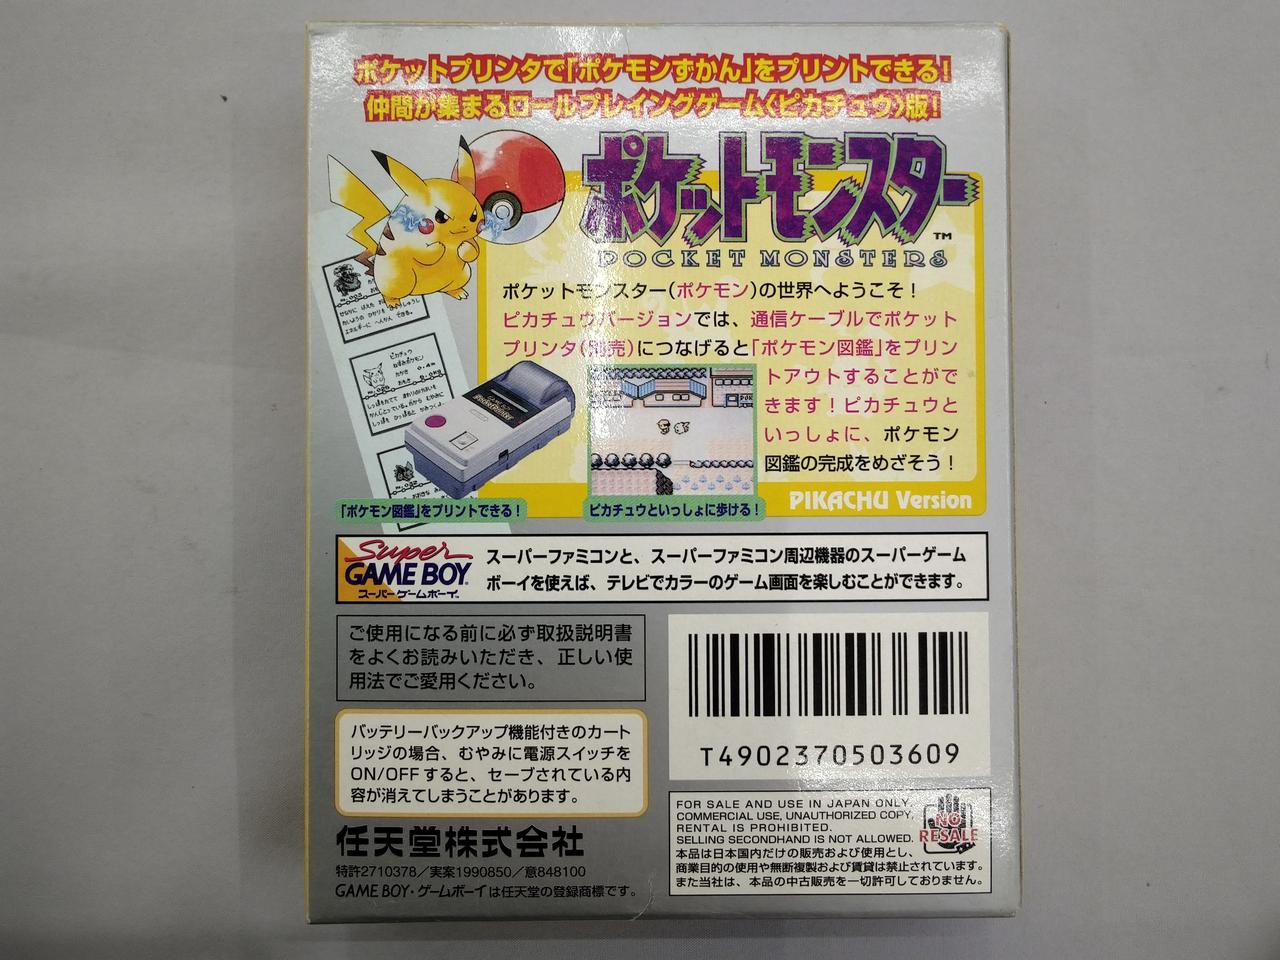 ポケットプリンタで「ポケモンずかん」をプリントできる!
仲間が集まるロールプレイングゲーム〈ピカチュウ〉版!
ポケットモンスター™
POCKET MONSTERS
ポケットモンスター(ポケモン)の世界へようこそ!
ピカチュウバージョンでは、通信ケーブルでポケット
プリンタ(別売)につなげると「ポケモン図鑑」をプリン
トアウトすることがで
きます!ピカチュウと
いっしょに、ポケモン
図鑑の完成をめざそう!
「ポケモン図鑑」をプリントできる!
ピカチュウといっしょに歩ける!
PIKACHU Version
Super
GAME BOY
スーパーゲームボーイ
スーパーファミコンと、スーパーファミコン周辺機器のスーパーゲーム
ボーイを使えば、テレビでカラーのゲーム画面を楽しむことができます。
ご使用になる前に必ず取扱説明書
をよくお読みいただき、正しい使
用法でご愛用ください。
バッテリーバックアップ機能付きのカート
リッジの場合、むやみに電源スイッチを
ON/OFFすると、セーブされている内
容が消えてしまうことがあります。
任天堂株式会社
特許2710378/実案1990850/意848100
GAME BOY・ゲームボーイは任天堂の登録商標です。
T4902370503609
FOR SALE AND USE IN JAPAN ONLY.
COMMERCIAL USE, UNAUTHORIZED COPY,
RENTAL IS PROHIBITED.
SELLING SECONDHAND IS NOT ALLOWED.
NO
RESALE
本品は日本国内だけの販売および使用とし、
商業目的の使用や無断複製および賃貸は禁止されています。
また当社は、本品の中古販売を一切許可しておりません。